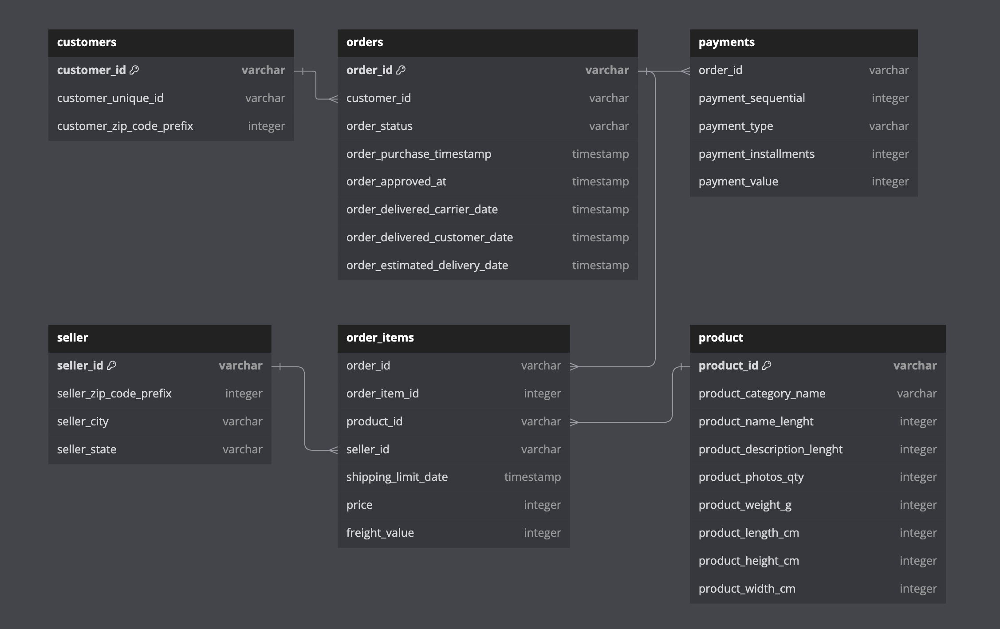 customers
customer_id varchar
customer_unique_id varchar
customer_zip_code_prefix integer
orders
order_id varchar
customer_id varchar
order_status varchar
order_purchase_timestamp timestamp
order_approved_at timestamp
order_delivered_carrier_date timestamp
order_delivered_customer_date timestamp
order_estimated_delivery_date timestamp
payments
order_id varchar
payment_sequential integer
payment_type varchar
payment_installments integer
payment_value integer
seller
seller_id varchar
seller_zip_code_prefix integer
seller_city varchar
seller_state varchar
order_items
order_id varchar
order_item_id integer
product_id varchar
seller_id varchar
shipping_limit_date timestamp
price integer
freight_value integer
product
product_id varchar
product_category_name varchar
product_name_lenght integer
product_description_lenght integer
product_photos_qty integer
product_weight_g integer
product_length_cm integer
product_height_cm integer
product_width_cm integer